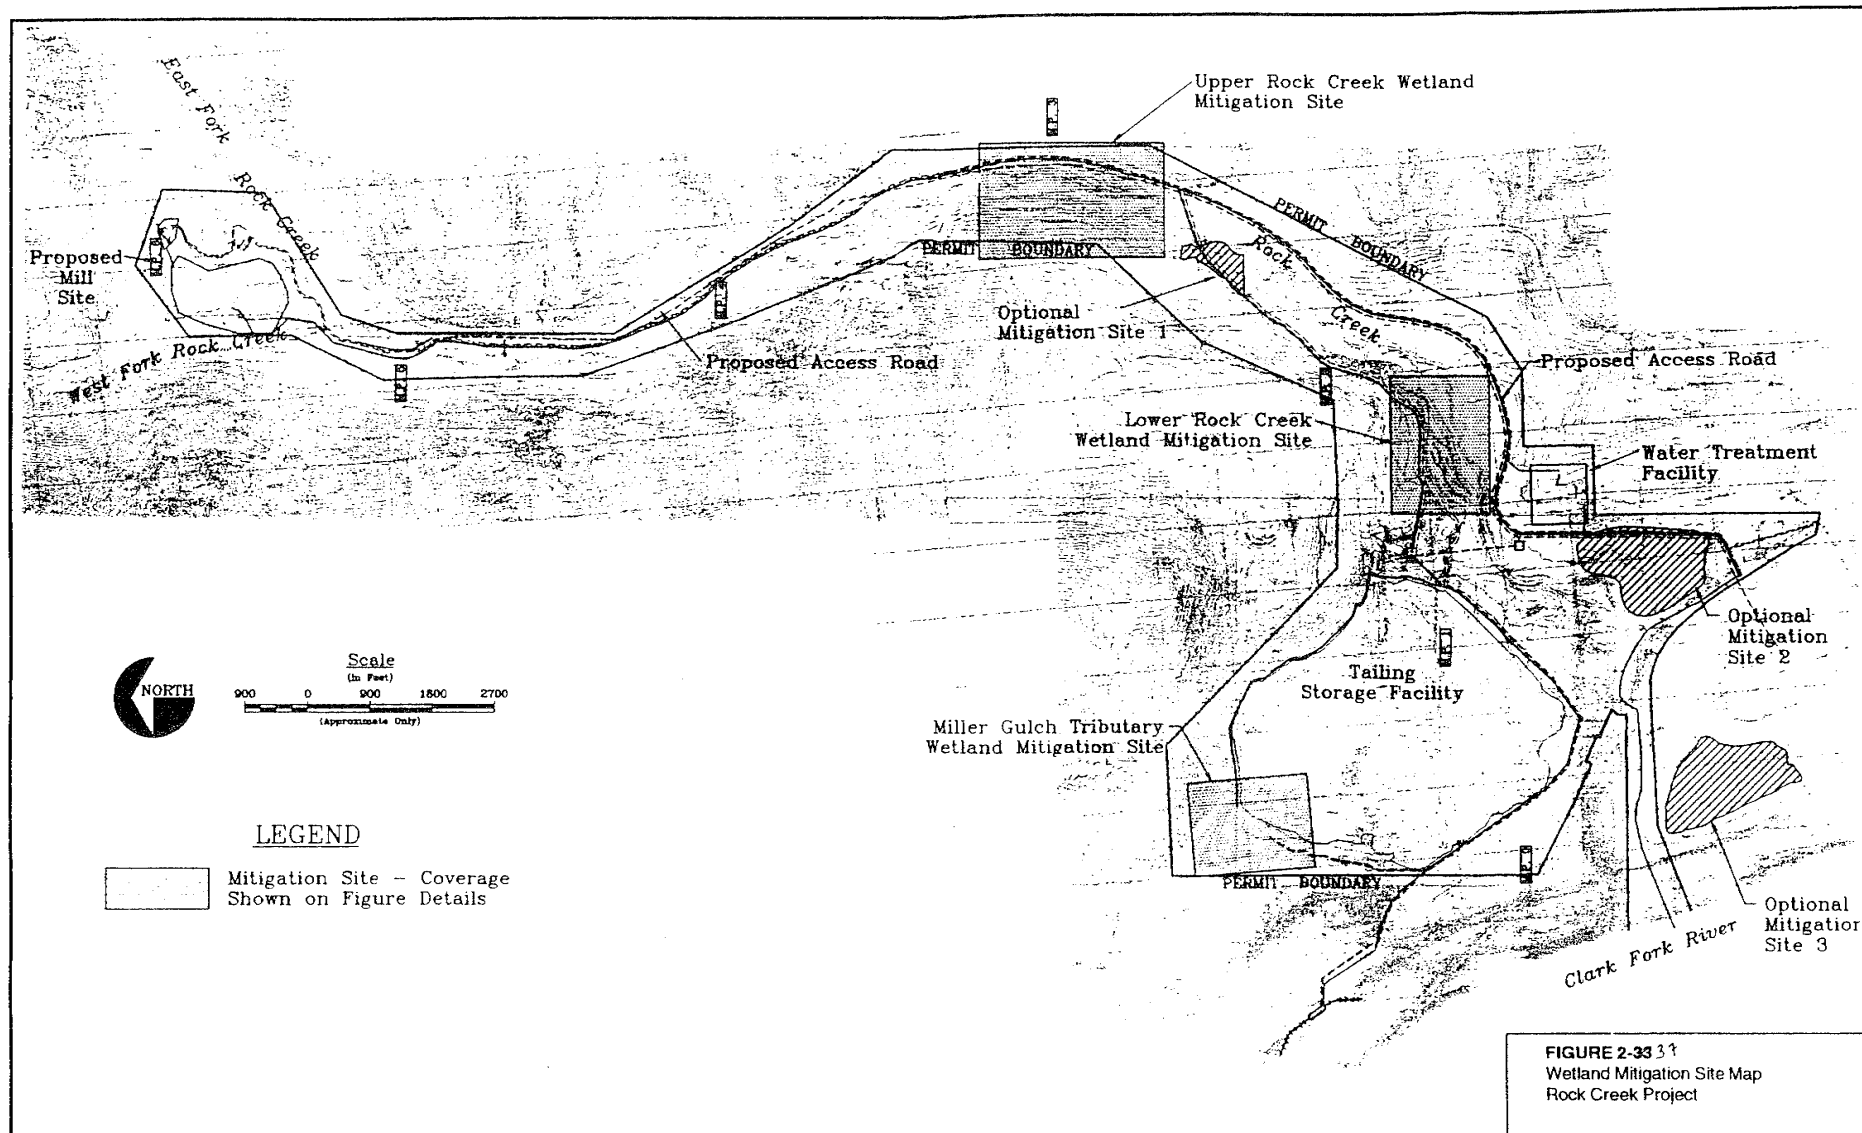 East Fork
Rock Creek
Upper Rock Creek Wetland
Mitigation Site
PERMIT BOUNDARY
PERMIT BOUNDARY
Rock
Creek
Proposed
Mill
Site
West Fork Rock Creek
Optional
Mitigation Site 1
Proposed Access Road
Proposed Access Road
Lower Rock Creek
Wetland Mitigation Site
Water Treatment
Facility
Optional
Mitigation
Site 2
Tailing
Storage Facility
Miller Gulch Tributary
Wetland Mitigation Site
PERMIT BOUNDARY
Optional
Mitigation
Site 3
Clark Fork River
NORTH
Scale
(In Feet)
900 0 900 1800 2700
(Approximate Only)
LEGEND
Mitigation Site - Coverage
Shown on Figure Details
FIGURE 2-33 37
Wetland Mitigation Site Map
Rock Creek Project